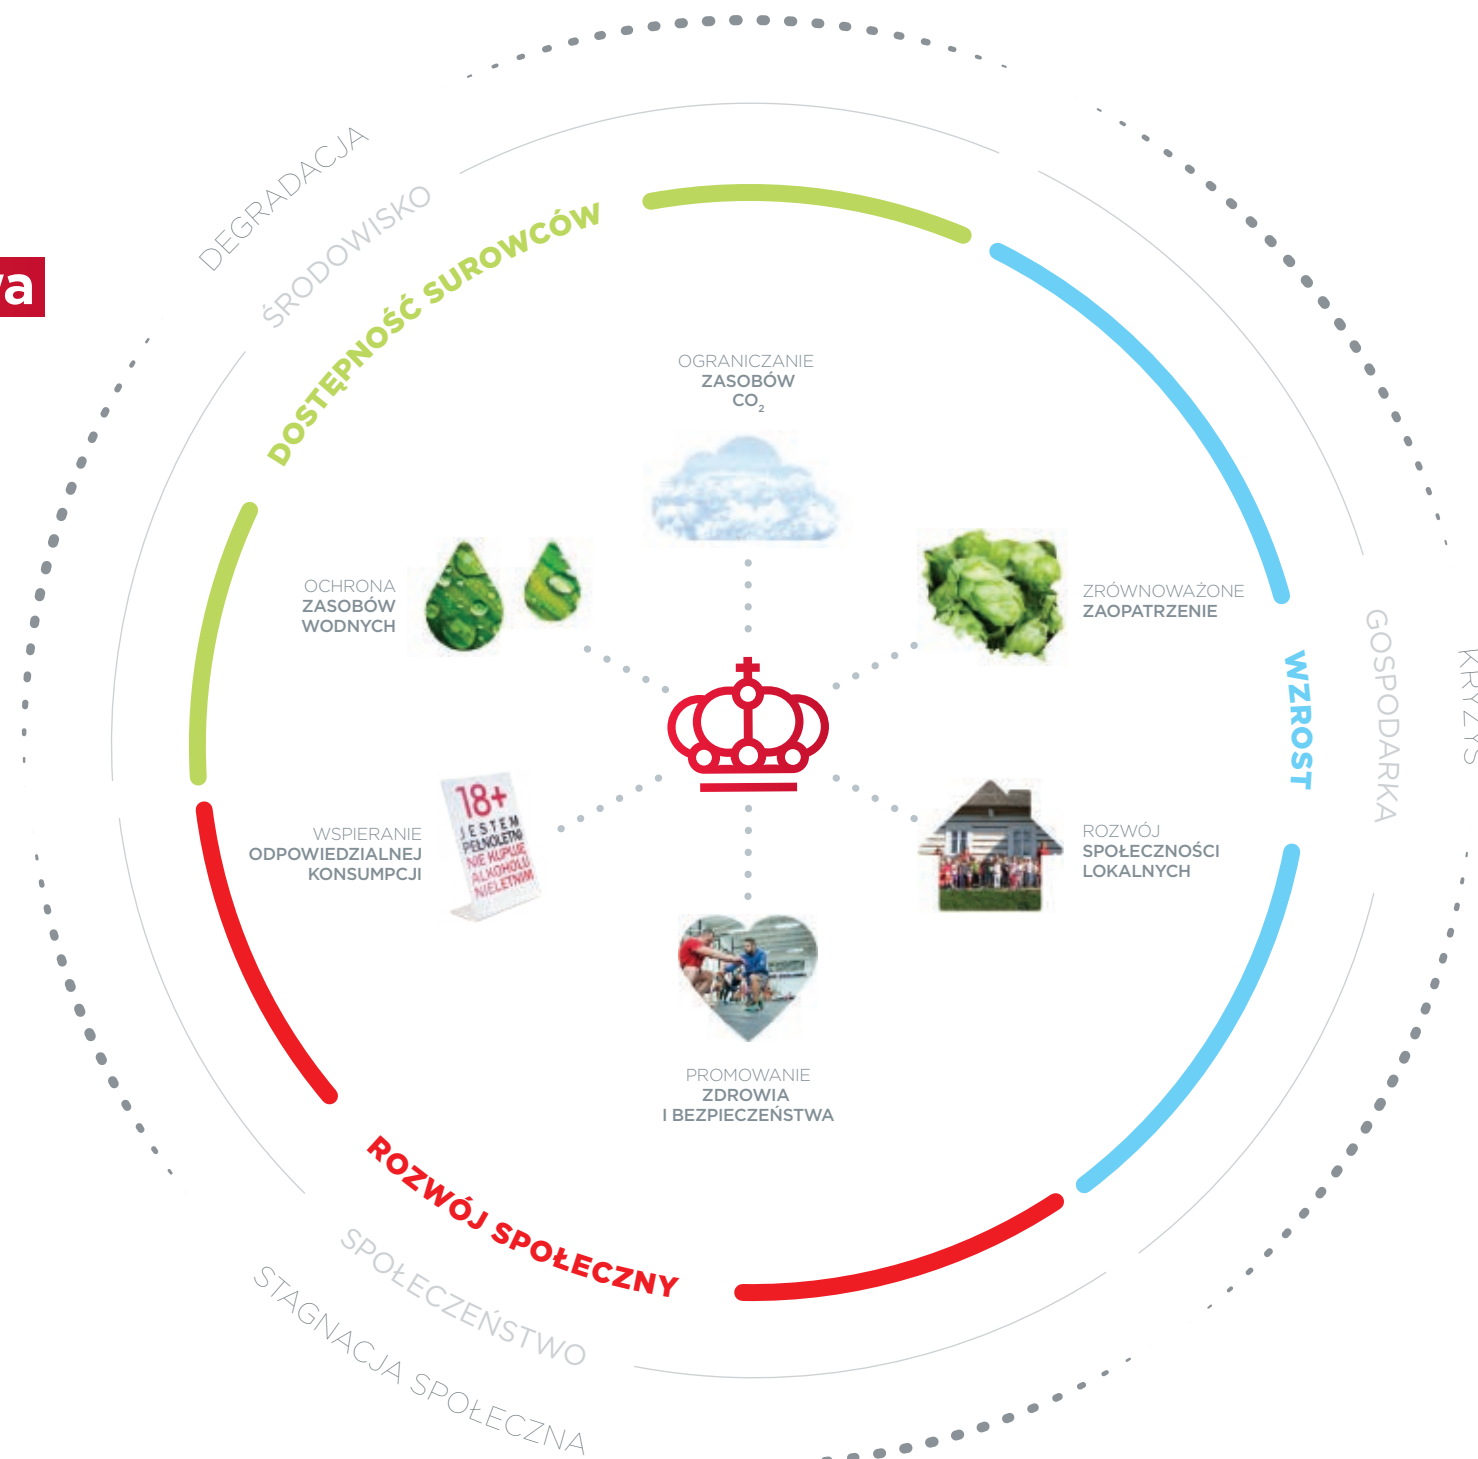 DEGRADACJA
ŚRODOWISKO
DOSTĘPNOŚĆ SUROWCÓW
OGRANICZANIE
ZASOBÓW
CO₂
OCHRONA
ZASOBÓW
WODNYCH
ZRÓWNOWAŻONE
ZAOPATRZENIE
WZROST
GOSPODARKA
KRYZYS
WSPIERANIE
ODPOWIEDZIALNEJ
KONSUMPCJI
18+
JESTEM
PEŁNOLETNI
NIE KUPUJĘ
ALKOHOLU
NIELETNIM
ROZWÓJ
SPOŁECZNOŚCI
LOKALNYCH
PROMOWANIE
ZDROWIA
I BEZPIECZEŃSTWA
ROZWÓJ SPOŁECZNY
SPOŁECZEŃSTWO
STAGNACJA SPOŁECZNA